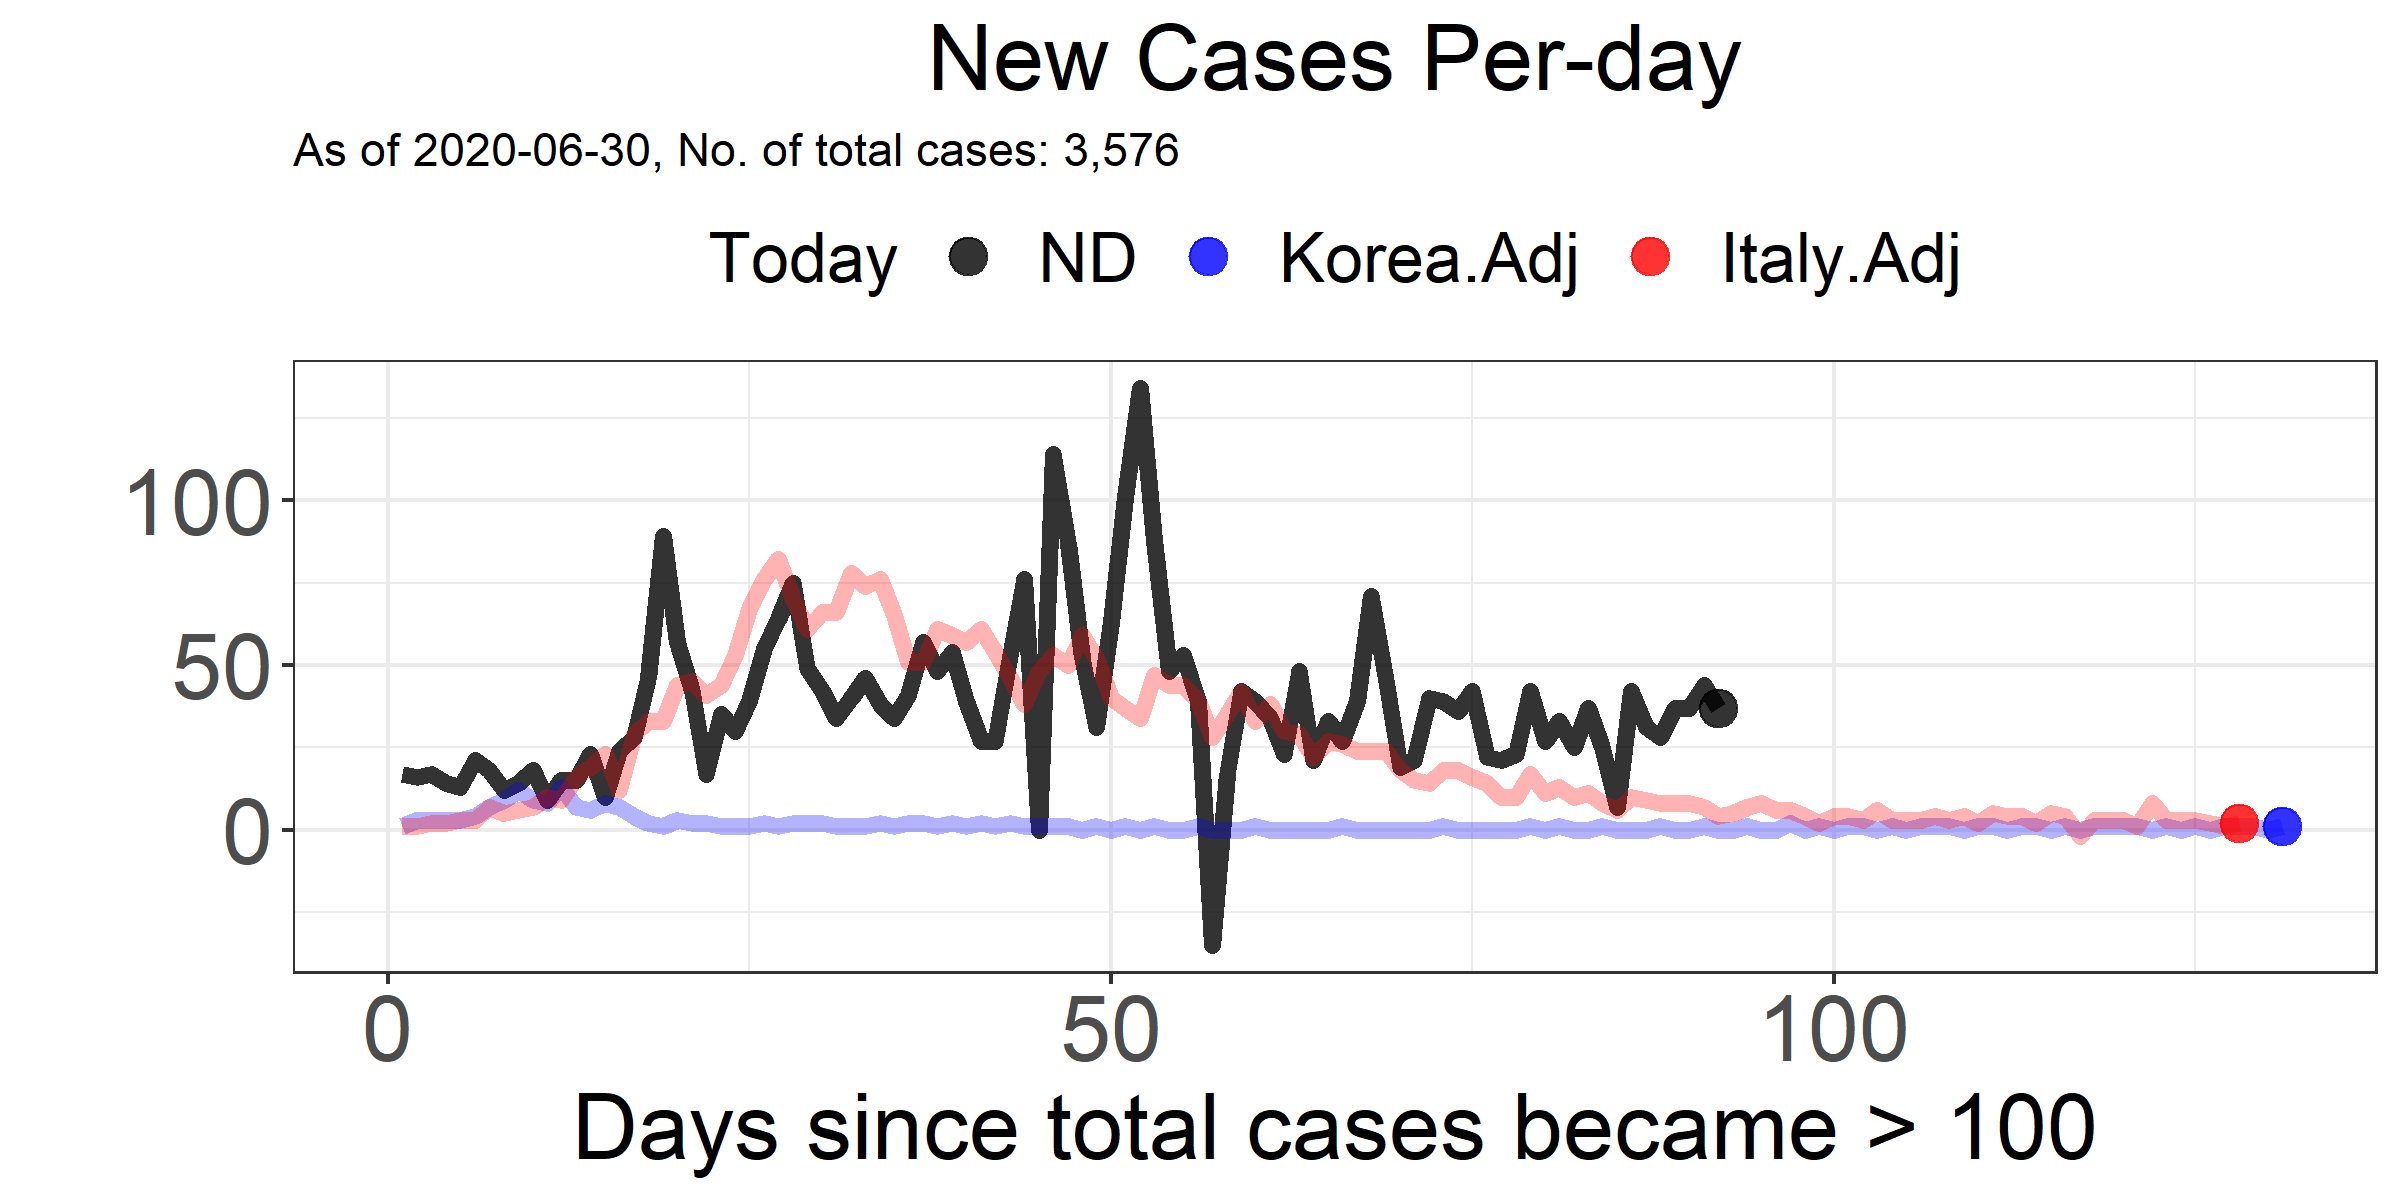 New Cases Per-day
As of 2020-06-30, No. of total cases: 3,576
Today ND Korea.Adj Italy.Adj
100
50
0
0 50 100
Days since total cases became > 100